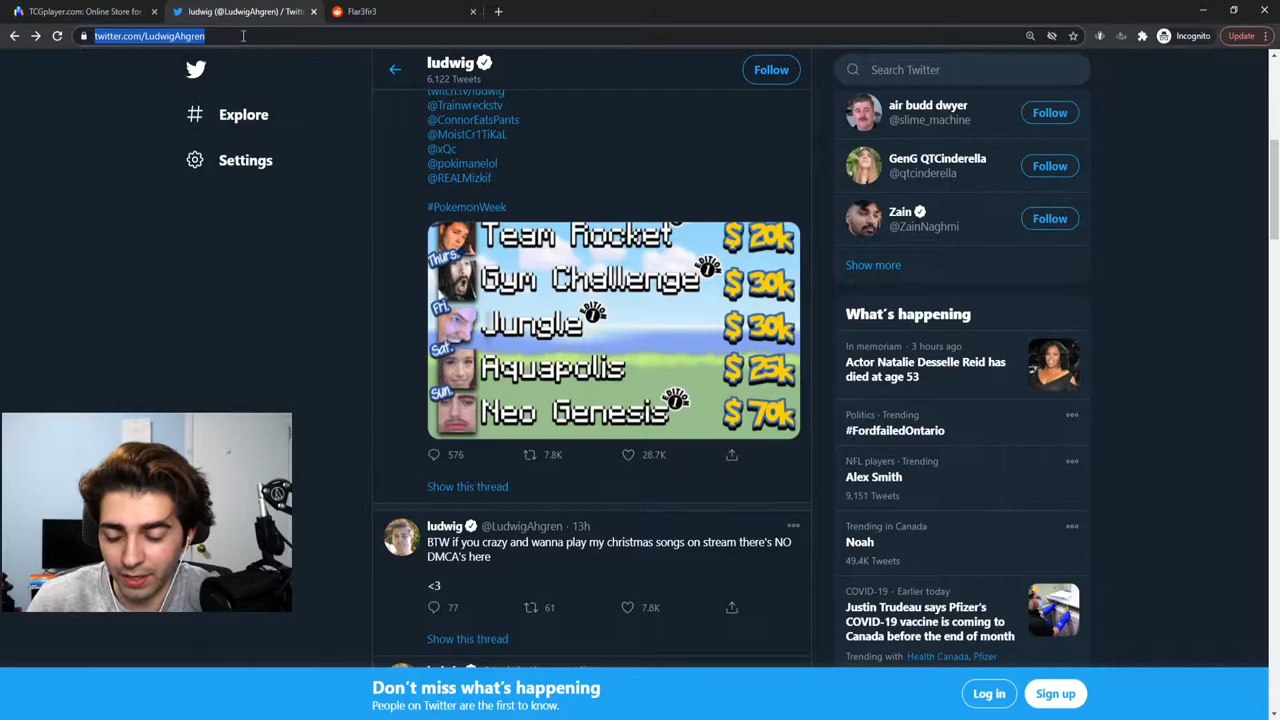 TCGplayer.com: Online Store for
ludwig (@LudwigAhgren) / Twitt
Flar3fir3
twitter.com/LudwigAhgren
Incognito
Update
Explore
Settings
ludwig
6,122 Tweets
Follow
twitch.tv/ludwig
@Trainwreckstv
@ConnorEatsPants
@MoistCr1TiKaL
@xQc
@pokimanelol
@REALMizkif
#PokemonWeek
Team Rocket $ 20k
Thurs.
Gym Challenge EDITION 1 $ 30k
Fri.
Jungle EDITION 1 $ 30k
Sat.
Aquapolis $ 25k
Sun.
Neo Genesis EDITION 1 $ 70k
576 7.8K 28.7K
Show this thread
ludwig @LudwigAhgren · 13h
BTW if you crazy and wanna play my christmas songs on stream there's NO
DMCA's here
<3
77 61 7.8K
Show this thread
Search Twitter
air budd dwyer
@slime_machine
Follow
GenG QTCinderella
@qtcinderella
Follow
Zain
@ZainNaghmi
Follow
Show more
What's happening
In memoriam · 3 hours ago
Actor Natalie Desselle Reid has
died at age 53
Politics · Trending
#FordfailedOntario
NFL players · Trending
Alex Smith
9,151 Tweets
Trending in Canada
Noah
49.4K Tweets
COVID-19 · Earlier today
Justin Trudeau says Pfizer's
COVID-19 vaccine is coming to
Canada before the end of month
Trending with Health Canada, Pfizer
Don't miss what's happening
People on Twitter are the first to know.
Log in
Sign up